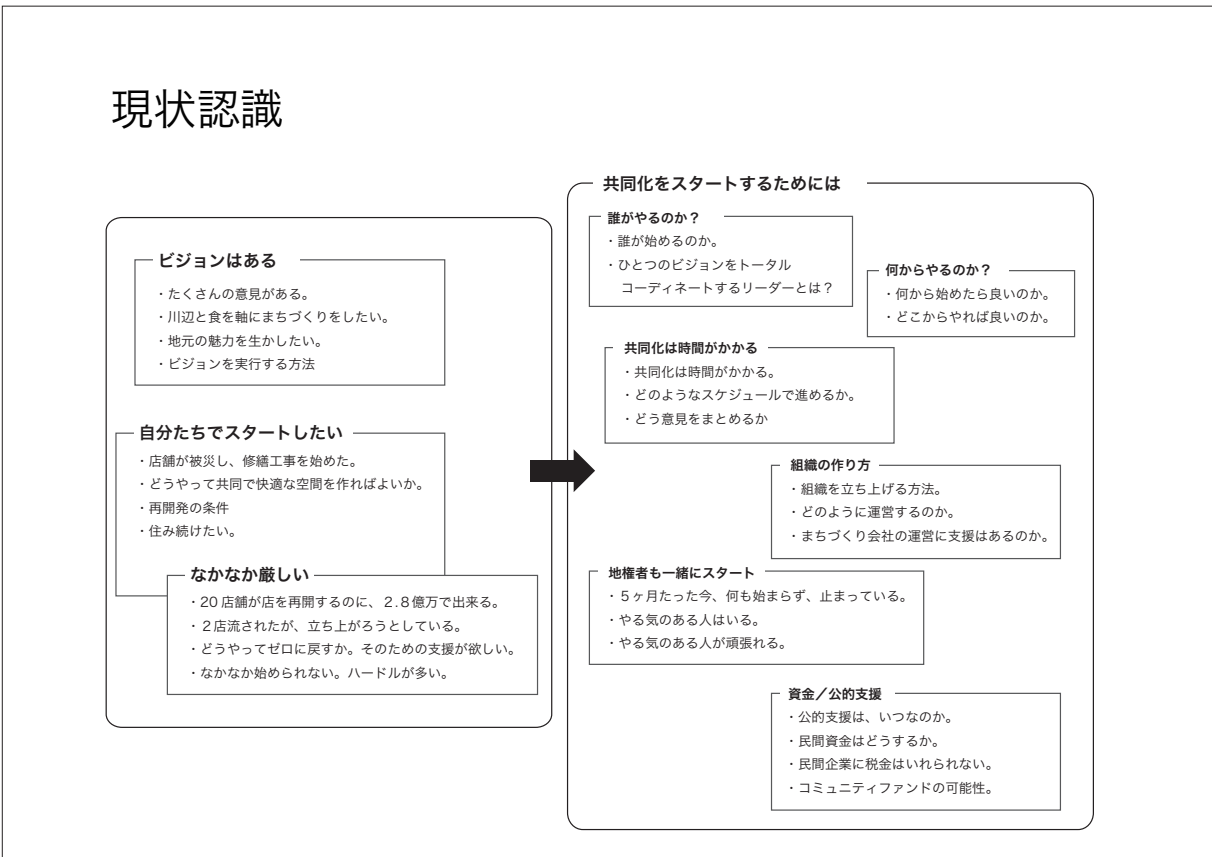 現状認識
ビジョンはある
・たくさんの意見がある。
・川辺と食を軸にまちづくりをしたい。
・地元の魅力を生かしたい。
・ビジョンを実行する方法
自分たちでスタートしたい
・店舗が被災し、修繕工事を始めた。
・どうやって共同で快適な空間を作ればよいか。
・再開発の条件
・住み続けたい。
なかなか厳しい
・20 店舗が店を再開するのに、２.８億万で出来る。
・２店流されたが、立ち上がろうとしている。
・どうやってゼロに戻すか。そのための支援が欲しい。
・なかなか始められない。ハードルが多い。
共同化をスタートするためには
誰がやるのか？
・誰が始めるのか。
・ひとつのビジョンをトータル
コーディネートするリーダーとは？
何からやるのか？
・何から始めたら良いのか。
・どこからやれば良いのか。
共同化は時間がかかる
・共同化は時間がかかる。
・どのようなスケジュールで進めるか。
・どう意見をまとめるか
組織の作り方
・組織を立ち上げる方法。
・どのように運営するのか。
・まちづくり会社の運営に支援はあるのか。
地権者も一緒にスタート
・５ヶ月たった今、何も始まらず、止まっている。
・やる気のある人はいる。
・やる気のある人が頑張れる。
資金／公的支援
・公的支援は、いつなのか。
・民間資金はどうするか。
・民間企業に税金はいれられない。
・コミュニティファンドの可能性。